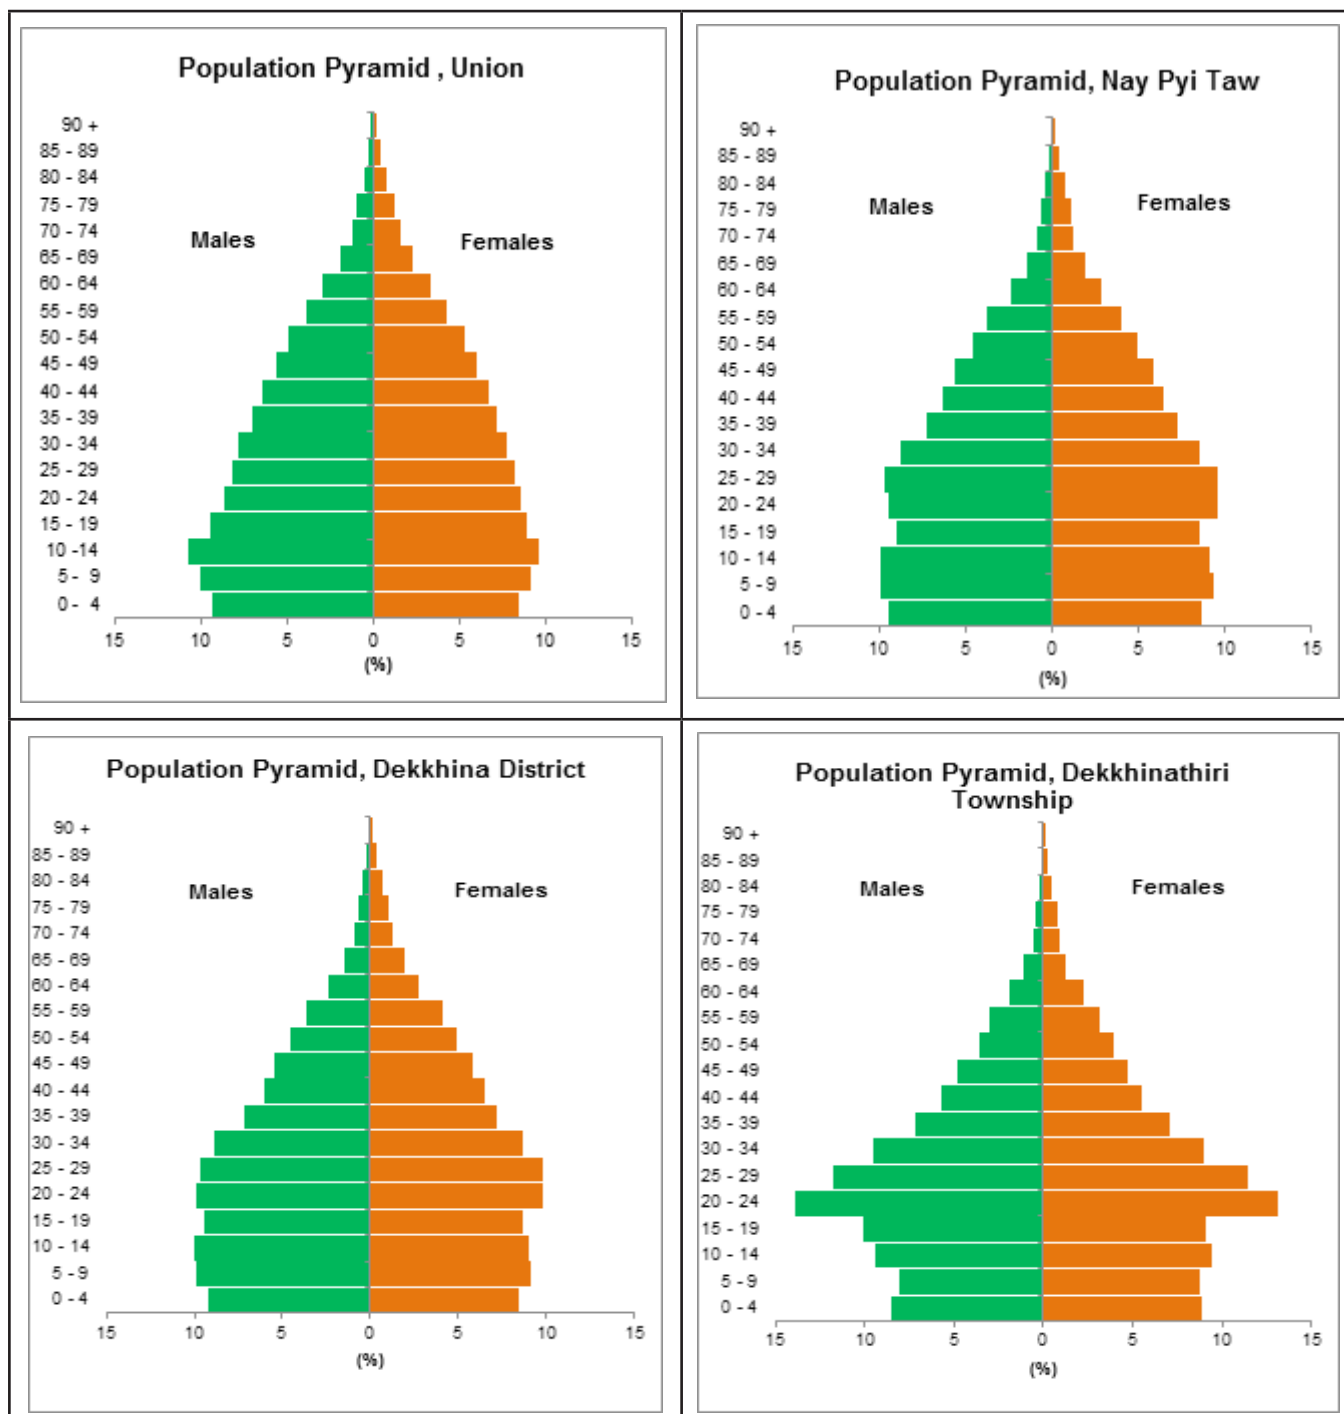 Population Pyramid , Union
90 +
85 - 89
80 - 84
75 - 79
70 - 74
65 - 69
60 - 64
55 - 59
50 - 54
45 - 49
40 - 44
35 - 39
30 - 34
25 - 29
20 - 24
15 - 19
10 -14
5 - 9
0 - 4
Males
Females
15 10 5 0 5 10 15
(%)
Population Pyramid, Nay Pyi Taw
90 +
85 - 89
80 - 84
75 - 79
70 - 74
65 - 69
60 - 64
55 - 59
50 - 54
45 - 49
40 - 44
35 - 39
30 - 34
25 - 29
20 - 24
15 - 19
10 - 14
5 - 9
0 - 4
Males
Females
15 10 5 0 5 10 15
(%)
Population Pyramid, Dekkhina District
90 +
85 - 89
80 - 84
75 - 79
70 - 74
65 - 69
60 - 64
55 - 59
50 - 54
45 - 49
40 - 44
35 - 39
30 - 34
25 - 29
20 - 24
15 - 19
10 - 14
5 - 9
0 - 4
Males
Females
15 10 5 0 5 10 15
(%)
Population Pyramid, Dekkhinathiri
Township
90 +
85 - 89
80 - 84
75 - 79
70 - 74
65 - 69
60 - 64
55 - 59
50 - 54
45 - 49
40 - 44
35 - 39
30 - 34
25 - 29
20 - 24
15 - 19
10 - 14
5 - 9
0 - 4
Males
Females
15 10 5 0 5 10 15
(%)